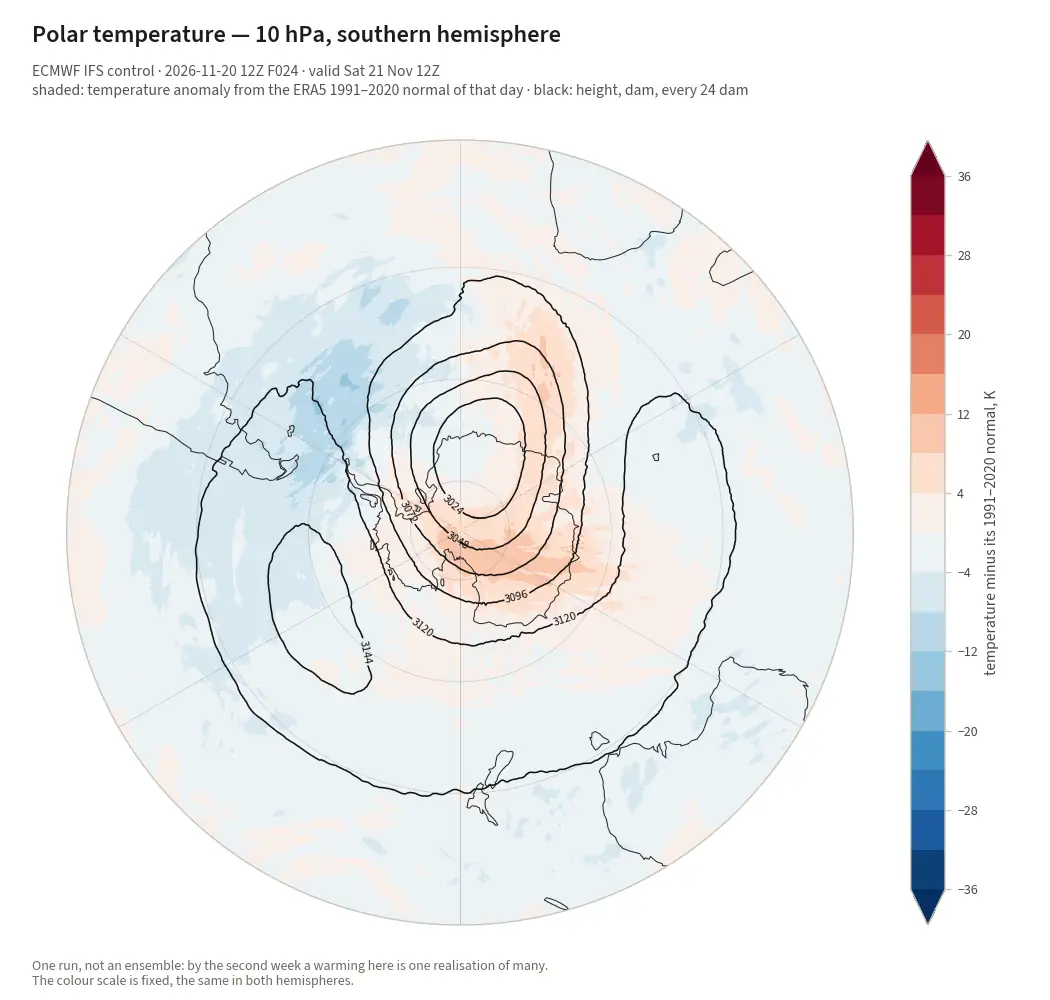 Polar temperature — 10 hPa, southern hemisphere
ECMWF IFS control · 2026-11-20 12Z F024 · valid Sat 21 Nov 12Z
shaded: temperature anomaly from the ERA5 1991–2020 normal of that day · black: height, dam, every 24 dam
36
28
20
12
4
−4
−12
−20
−28
−36
temperature minus its 1991–2020 normal, K
3024
3072
3048
3096
3120
3120
3144
One run, not an ensemble: by the second week a warming here is one realisation of many.
The colour scale is fixed, the same in both hemispheres.